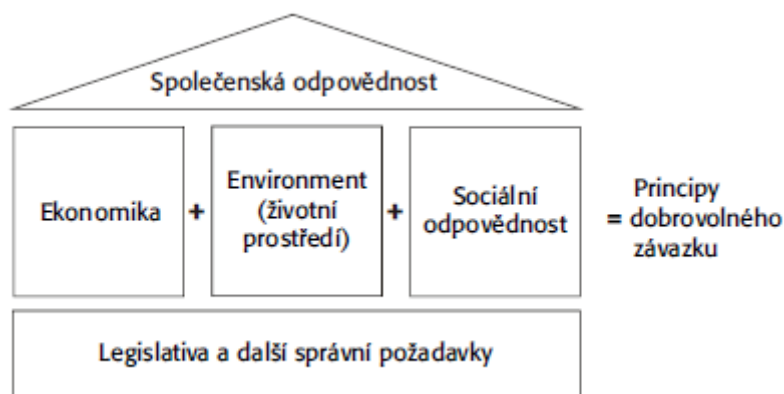 Společenská odpovědnost
Ekonomika
+
Environment
(životní
prostředí)
+
Sociální
odpovědnost
Principy
= dobrovolného
závazku
Legislativa a další správní požadavky